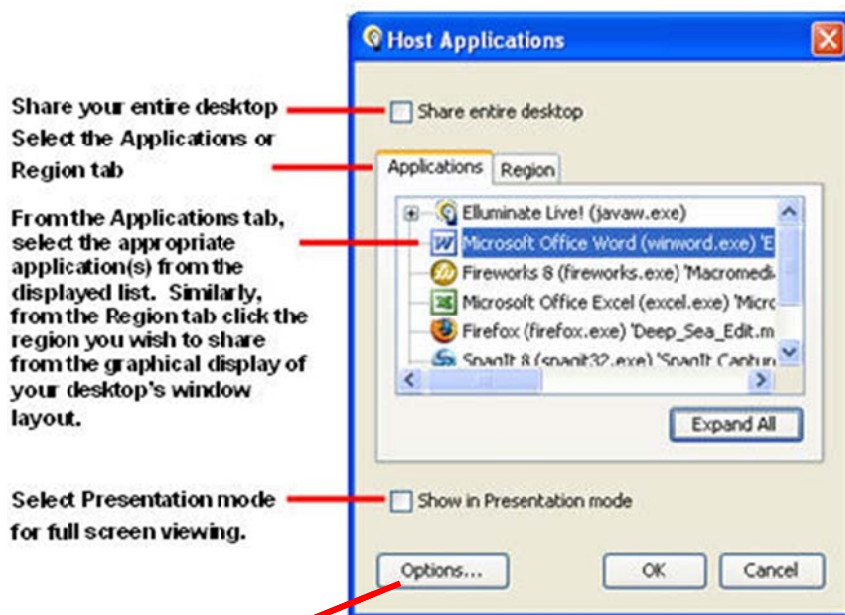 Host Applications
Share your entire desktop
Select the Applications or
Region tab
From the Applications tab,
select the appropriate
application(s) from the
displayed list. Similarly,
from the Region tab click the
region you wish to share
from the graphical display of
your desktop's window
layout.
Select Presentation mode
for full screen viewing.
Share entire desktop
Applications
Region
Elluminate Live! (javaw.exe)
Microsoft Office Word (winword.exe) 'E
Fireworks 8 (fireworks.exe) 'Macromedi
Microsoft Office Excel (excel.exe) 'Micr
Firefox (firefox.exe) 'Deep_Sea_Edit.m
SnagIt 8 (snagit32.exe) 'SnagIt Captur
Expand All
Show in Presentation mode
Options...
OK
Cancel